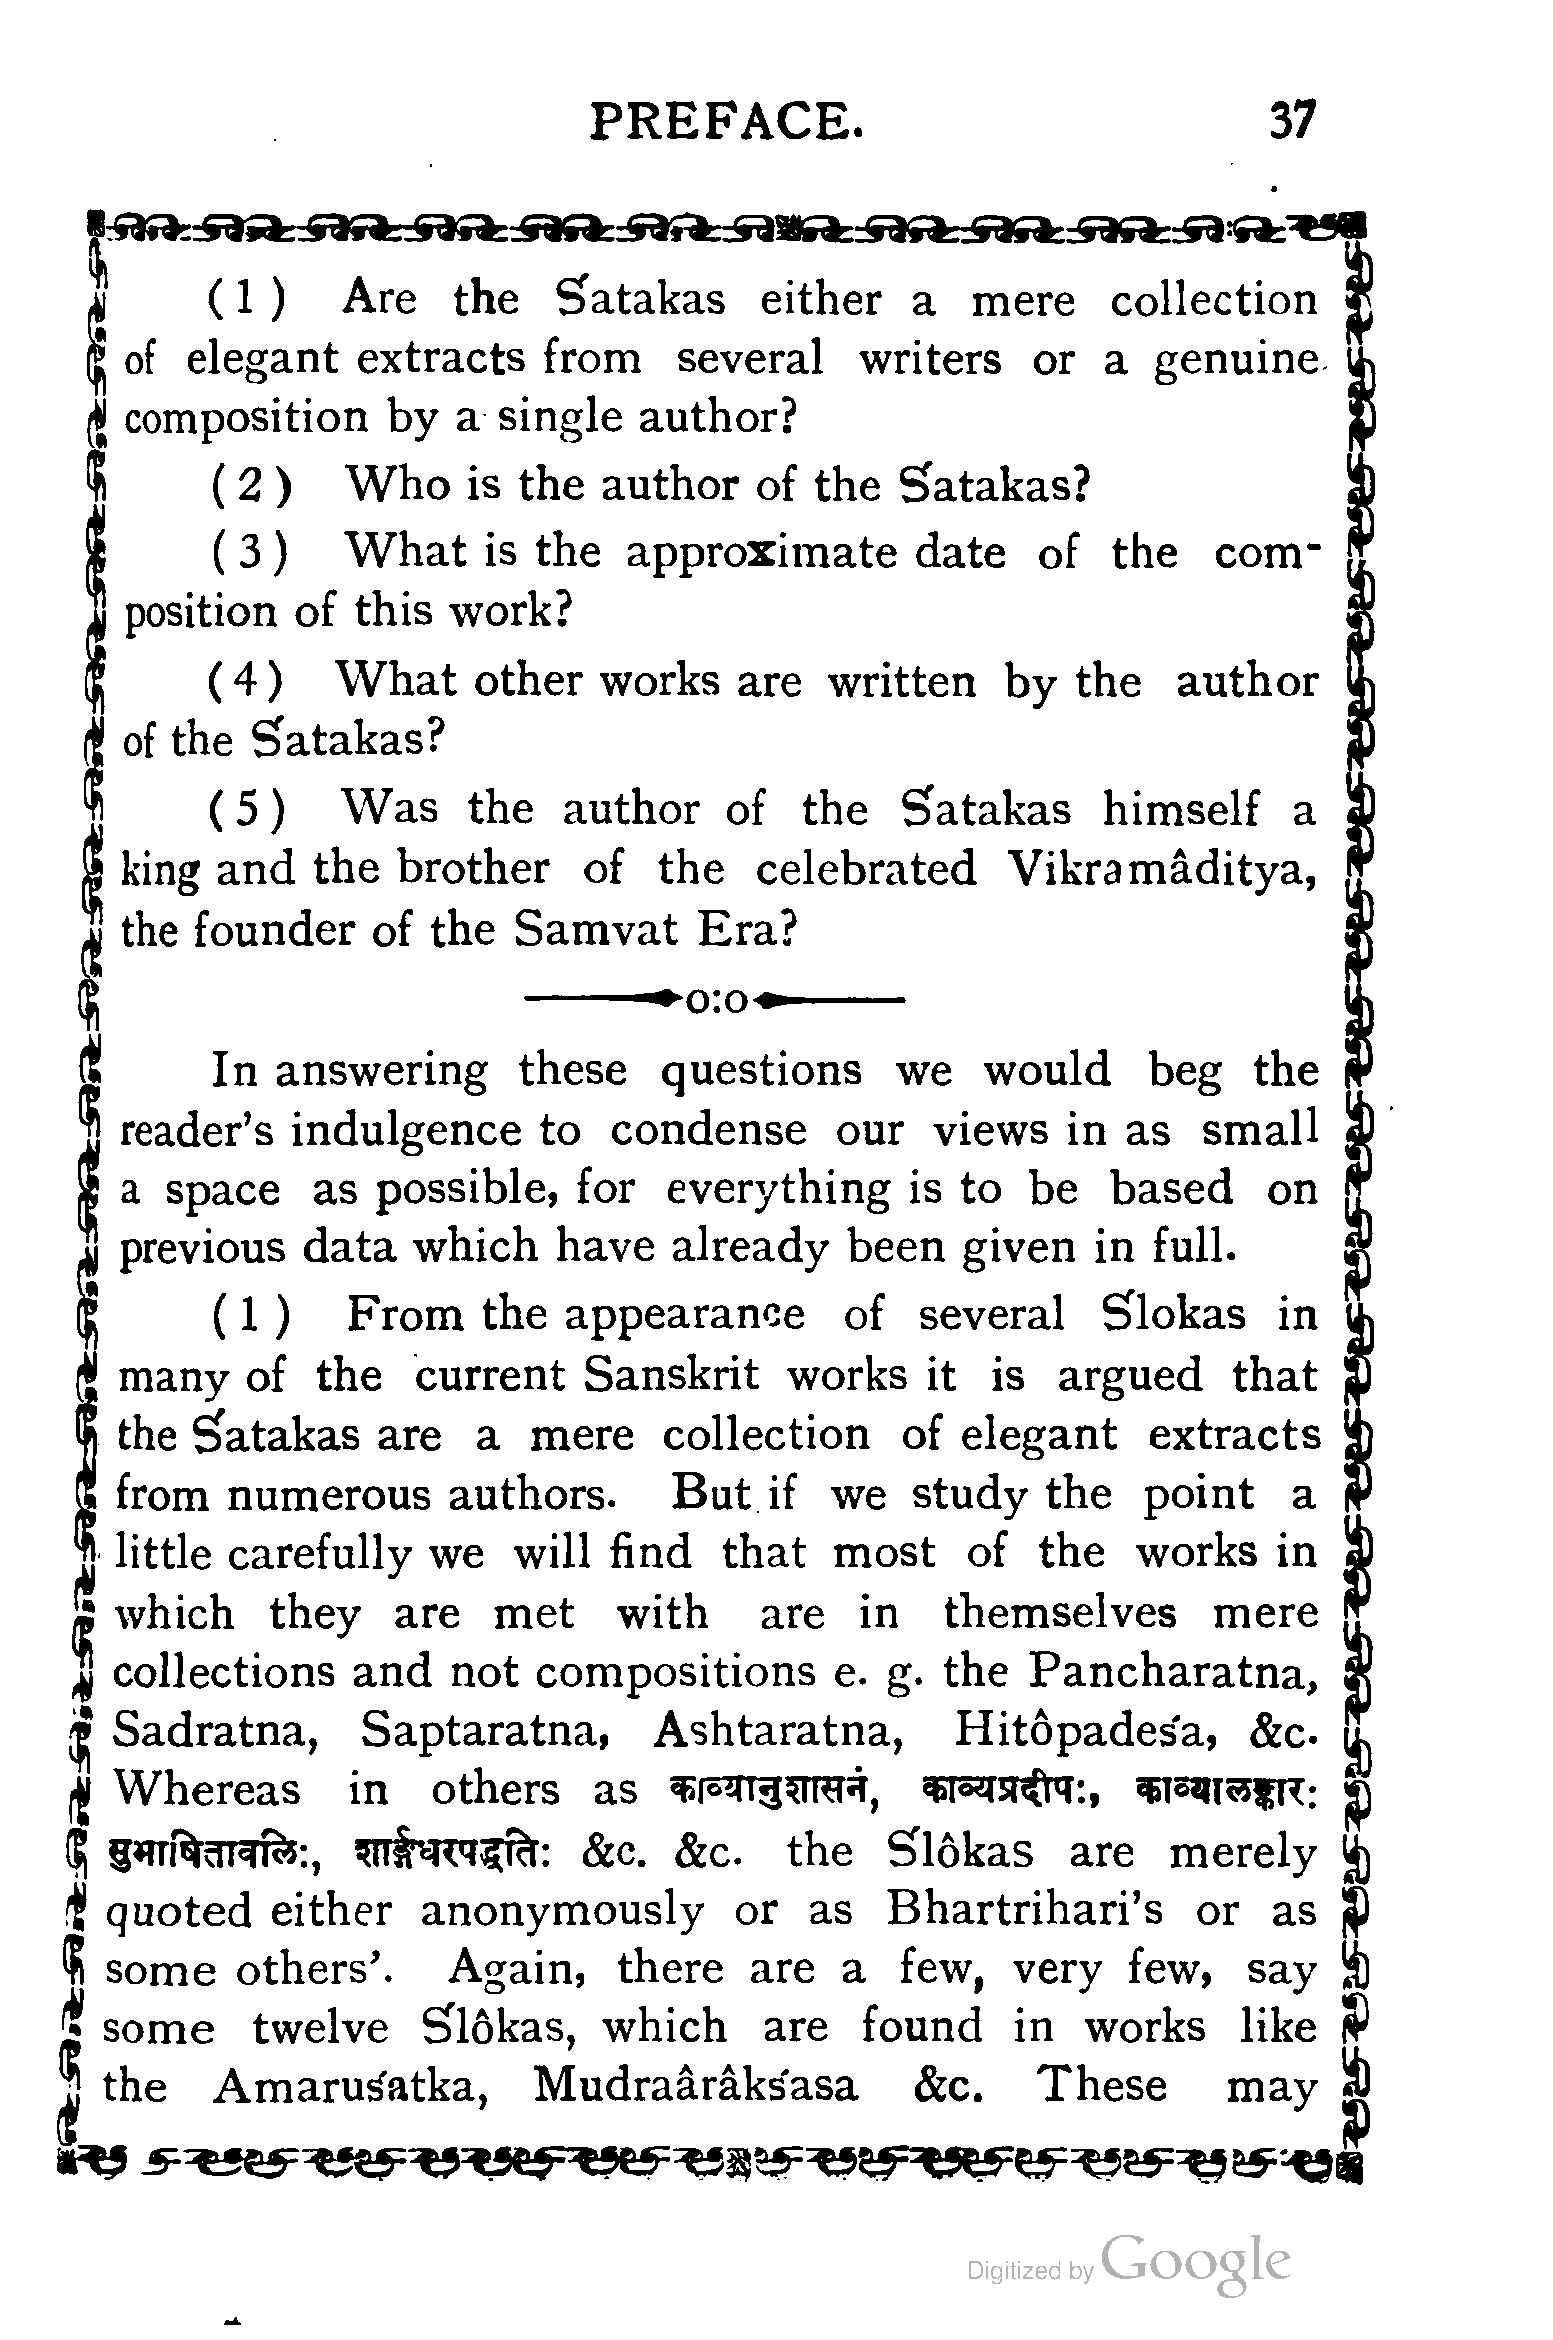 PREFACE. 37
(1) Are the Śatakas either a mere collection
of elegant extracts from several writers or a genuine
composition by a single author?
(2) Who is the author of the Śatakas?
(3) What is the approximate date of the com-
position of this work?
(4) What other works are written by the author
of the Śatakas?
(5) Was the author of the Śatakas himself a
king and the brother of the celebrated Vikramâditya,
the founder of the Samvat Era?
o:o
In answering these questions we would beg the
reader's indulgence to condense our views in as small
a space as possible, for everything is to be based on
previous data which have already been given in full.
(1) From the appearance of several Ślokas in
many of the current Sanskrit works it is argued that
the Śatakas are a mere collection of elegant extracts
from numerous authors. But if we study the point a
little carefully we will find that most of the works in
which they are met with are in themselves mere
collections and not compositions e. g. the Pancharatna,
Sadratna, Saptaratna, Ashtaratna, Hitôpadeśa, &c.
Whereas in others as काव्यानुशासनं, काव्यप्रदीपः, काव्यालङ्कारः
सुभाषितावलिः, शार्ङ्गधरपद्धतिः &c. &c. the Ślôkas are merely
quoted either anonymously or as Bhartrihari's or as
some others'. Again, there are a few, very few, say
some twelve Ślôkas, which are found in works like
the Amaruśatka, Mudraârâkśasa &c. These may
Digitized by Google